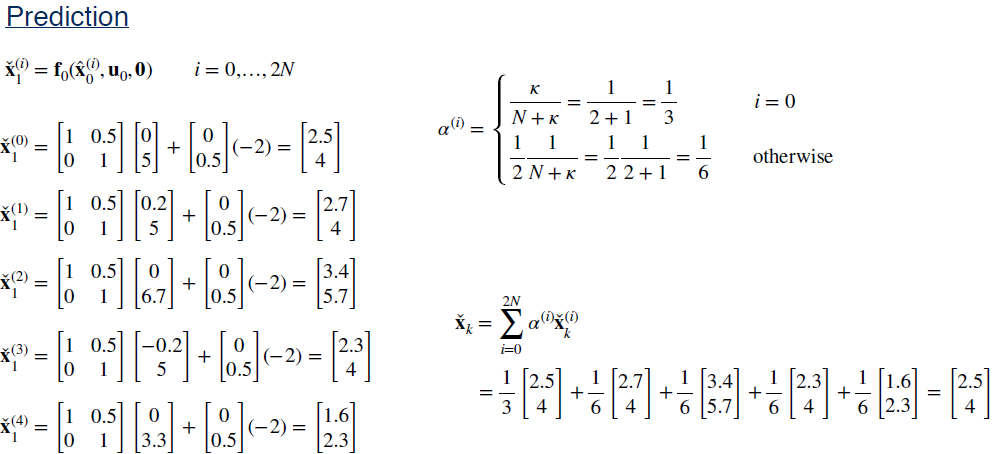 Prediction
x̌₁⁽ⁱ⁾ = f₀(x̂₀⁽ⁱ⁾, u₀, 0)    i = 0,…, 2N
x̌₁⁽⁰⁾ = [1 0.5; 0 1] [0; 5] + [0; 0.5] (−2) = [2.5; 4]
x̌₁⁽¹⁾ = [1 0.5; 0 1] [0.2; 5] + [0; 0.5] (−2) = [2.7; 4]
x̌₁⁽²⁾ = [1 0.5; 0 1] [0; 6.7] + [0; 0.5] (−2) = [3.4; 5.7]
x̌₁⁽³⁾ = [1 0.5; 0 1] [−0.2; 5] + [0; 0.5] (−2) = [2.3; 4]
x̌₁⁽⁴⁾ = [1 0.5; 0 1] [0; 3.3] + [0; 0.5] (−2) = [1.6; 2.3]
α⁽ⁱ⁾ = {
κ/(N + κ) = 1/(2 + 1) = 1/3    i = 0
1/2 1/(N + κ) = 1/2 1/(2 + 1) = 1/6    otherwise
x̌ₖ = ∑_{i=0}^{2N} α⁽ⁱ⁾x̌ₖ⁽ⁱ⁾
= 1/3 [2.5; 4] + 1/6 [2.7; 4] + 1/6 [3.4; 5.7] + 1/6 [2.3; 4] + 1/6 [1.6; 2.3] = [2.5; 4]